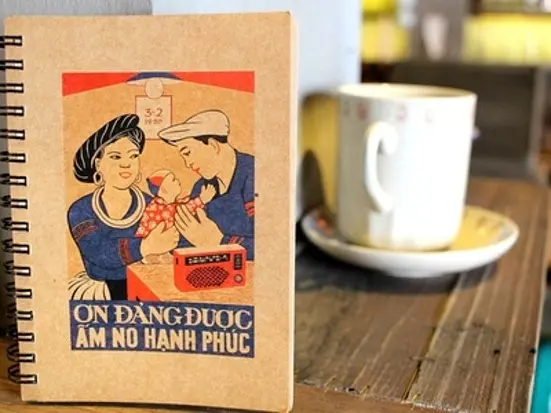 3-2
ƠN ĐẢNG ĐƯỢC
ẤM NO HẠNH PHÚC